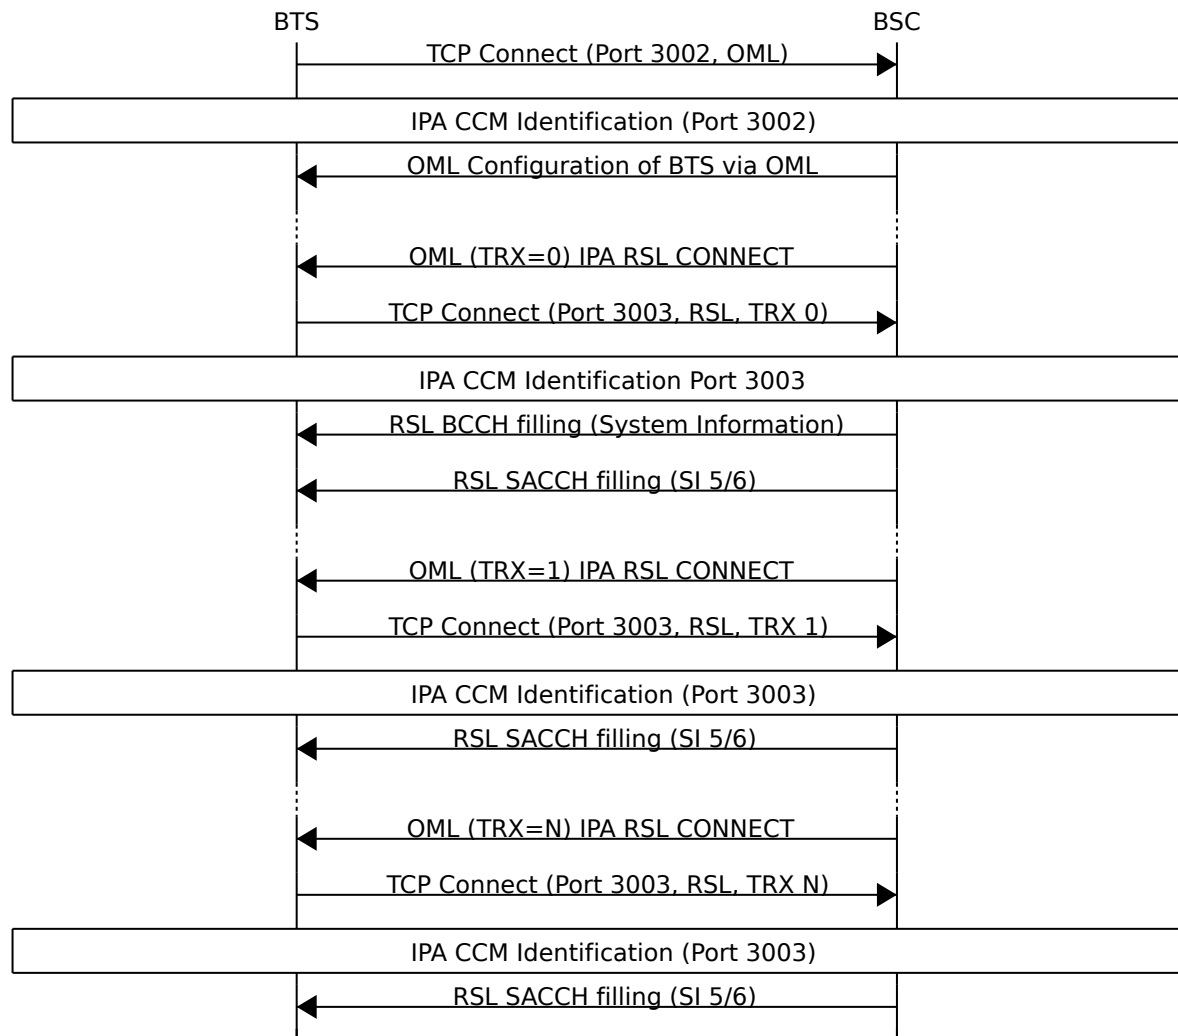 BTS BSC
TCP Connect (Port 3002, OML)
IPA CCM Identification (Port 3002)
OML Configuration of BTS via OML
OML (TRX=0) IPA RSL CONNECT
TCP Connect (Port 3003, RSL, TRX 0)
IPA CCM Identification Port 3003
RSL BCCH filling (System Information)
RSL SACCH filling (SI 5/6)
OML (TRX=1) IPA RSL CONNECT
TCP Connect (Port 3003, RSL, TRX 1)
IPA CCM Identification (Port 3003)
RSL SACCH filling (SI 5/6)
OML (TRX=N) IPA RSL CONNECT
TCP Connect (Port 3003, RSL, TRX N)
IPA CCM Identification (Port 3003)
RSL SACCH filling (SI 5/6)